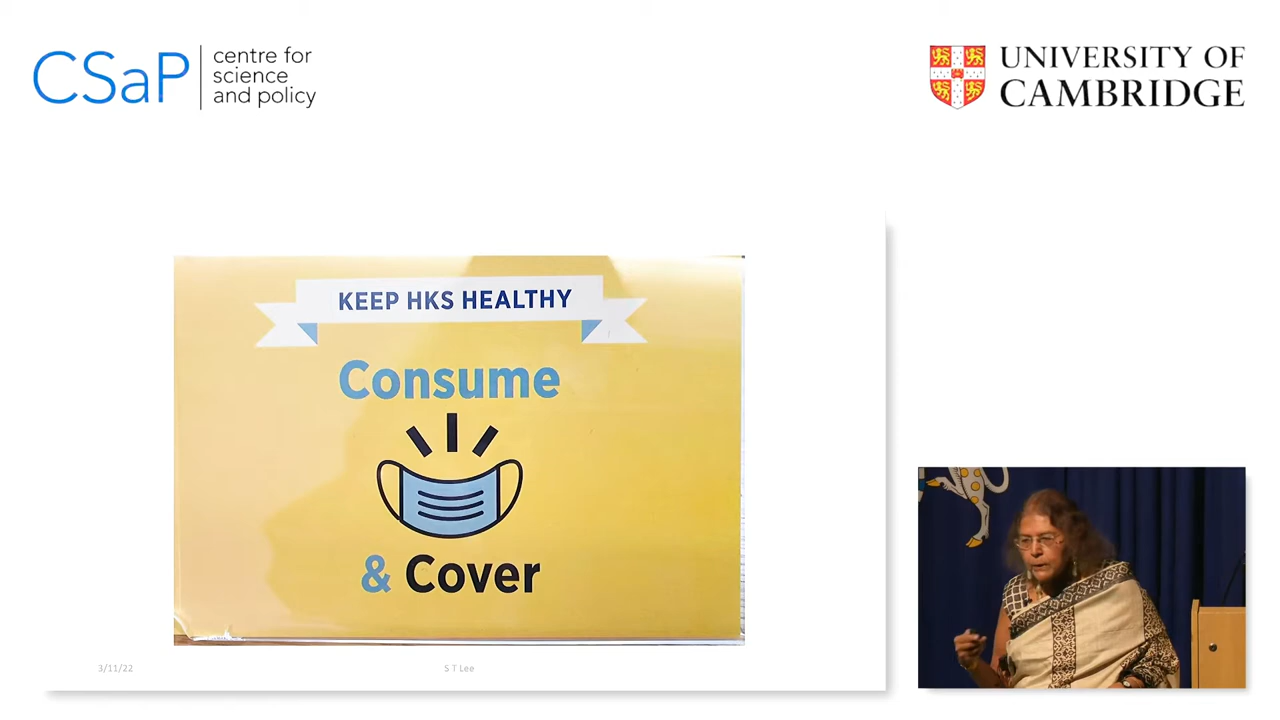 CSaP
centre for
science
and policy
UNIVERSITY OF
CAMBRIDGE
KEEP HKS HEALTHY
Consume
& Cover
3/11/22
S T Lee